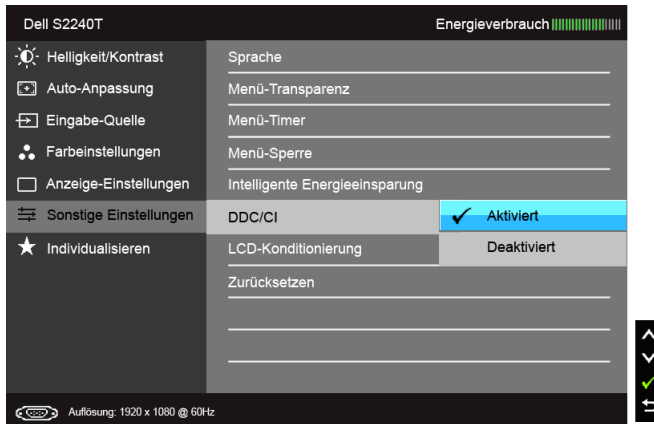 Dell S2240T
Energieverbrauch
Helligkeit/Kontrast
Auto-Anpassung
Eingabe-Quelle
Farbeinstellungen
Anzeige-Einstellungen
Sonstige Einstellungen
Individualisieren
Sprache
Menü-Transparenz
Menü-Timer
Menü-Sperre
Intelligente Energieeinsparung
DDC/CI
LCD-Konditionierung
Zurücksetzen
Aktiviert
Deaktiviert
Auflösung: 1920 x 1080 @ 60Hz